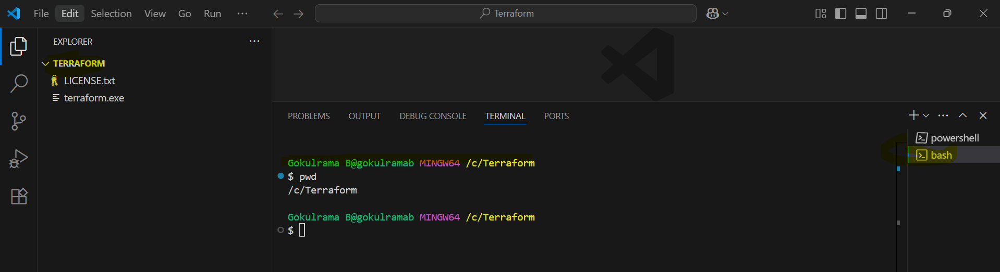 File Edit Selection View Go Run ... Terraform
EXPLORER ...
TERRAFORM
LICENSE.txt
terraform.exe
PROBLEMS OUTPUT DEBUG CONSOLE TERMINAL PORTS ...
powershell
bash
Gokulrama B@gokulramab MINGW64 /c/Terraform
$ pwd
/c/Terraform
Gokulrama B@gokulramab MINGW64 /c/Terraform
$